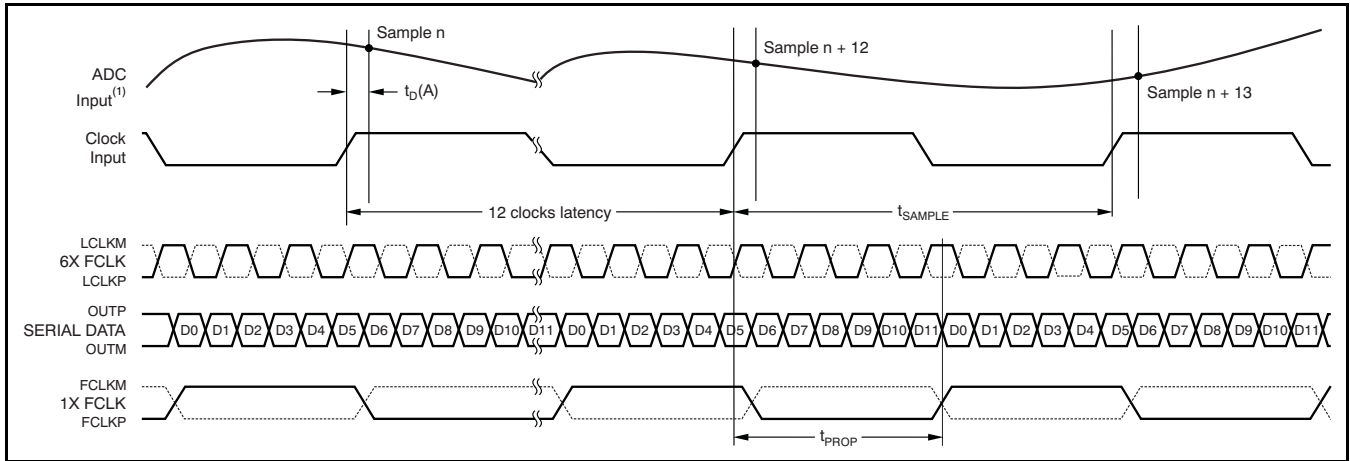 Sample n
Sample n + 12
Sample n + 13
ADC
Input(1)
tD(A)
Clock
Input
12 clocks latency
tSAMPLE
LCLKM
6X FCLK
LCLKP
OUTP
SERIAL DATA
OUTM
D0 D1 D2 D3 D4 D5 D6 D7 D8 D9 D10 D11 D0 D1 D2 D3 D4 D5 D6 D7 D8 D9 D10 D11 D0 D1 D2 D3 D4 D5 D6 D7 D8 D9 D10 D11
FCLKM
1X FCLK
FCLKP
tPROP